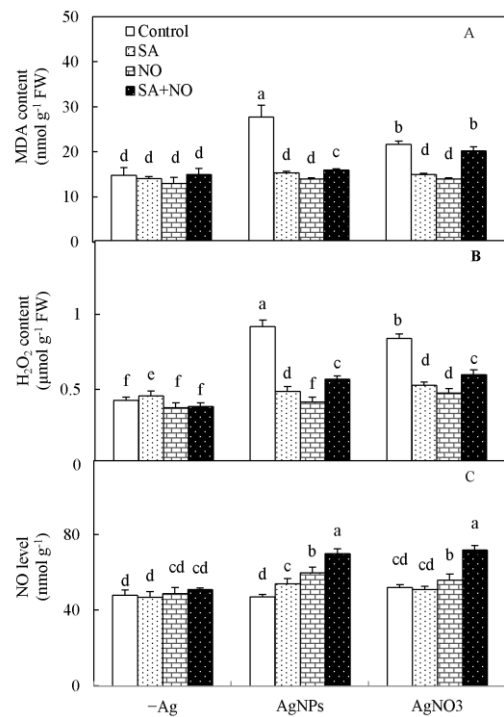 50
40
30
20
10
0
MDA content
(nmol g⁻¹ FW)
Control
SA
NO
SA+NO
A
d d d d
a d d c
b d d b
1
0.5
0
H₂O₂ content
(μmol g⁻¹ FW)
B
f e f f
a d f c
b d d c
80
40
0
NO level
(nmol g⁻¹)
C
d d cd cd
d c b a
cd cd b a
−Ag AgNPs AgNO3